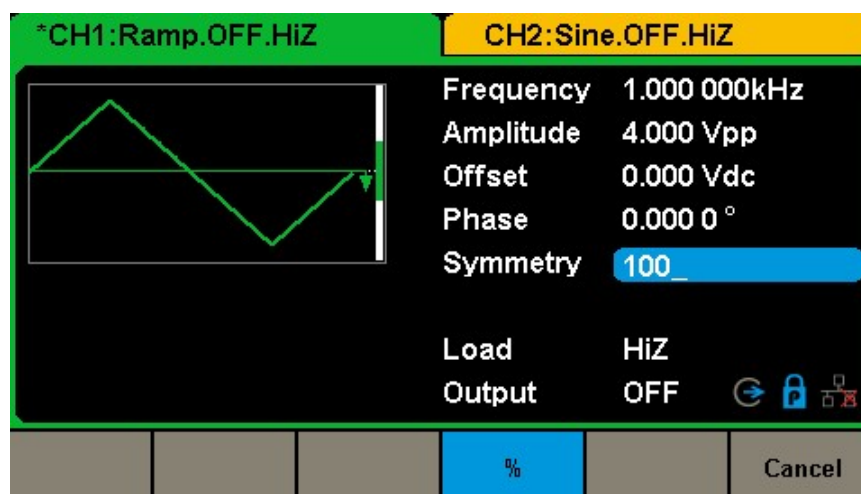 *CH1:Ramp.OFF.HiZ CH2:Sine.OFF.HiZ
Frequency 1.000 000kHz
Amplitude 4.000 Vpp
Offset 0.000 Vdc
Phase 0.000 0 °
Symmetry 100_
Load HiZ
Output OFF P
% Cancel